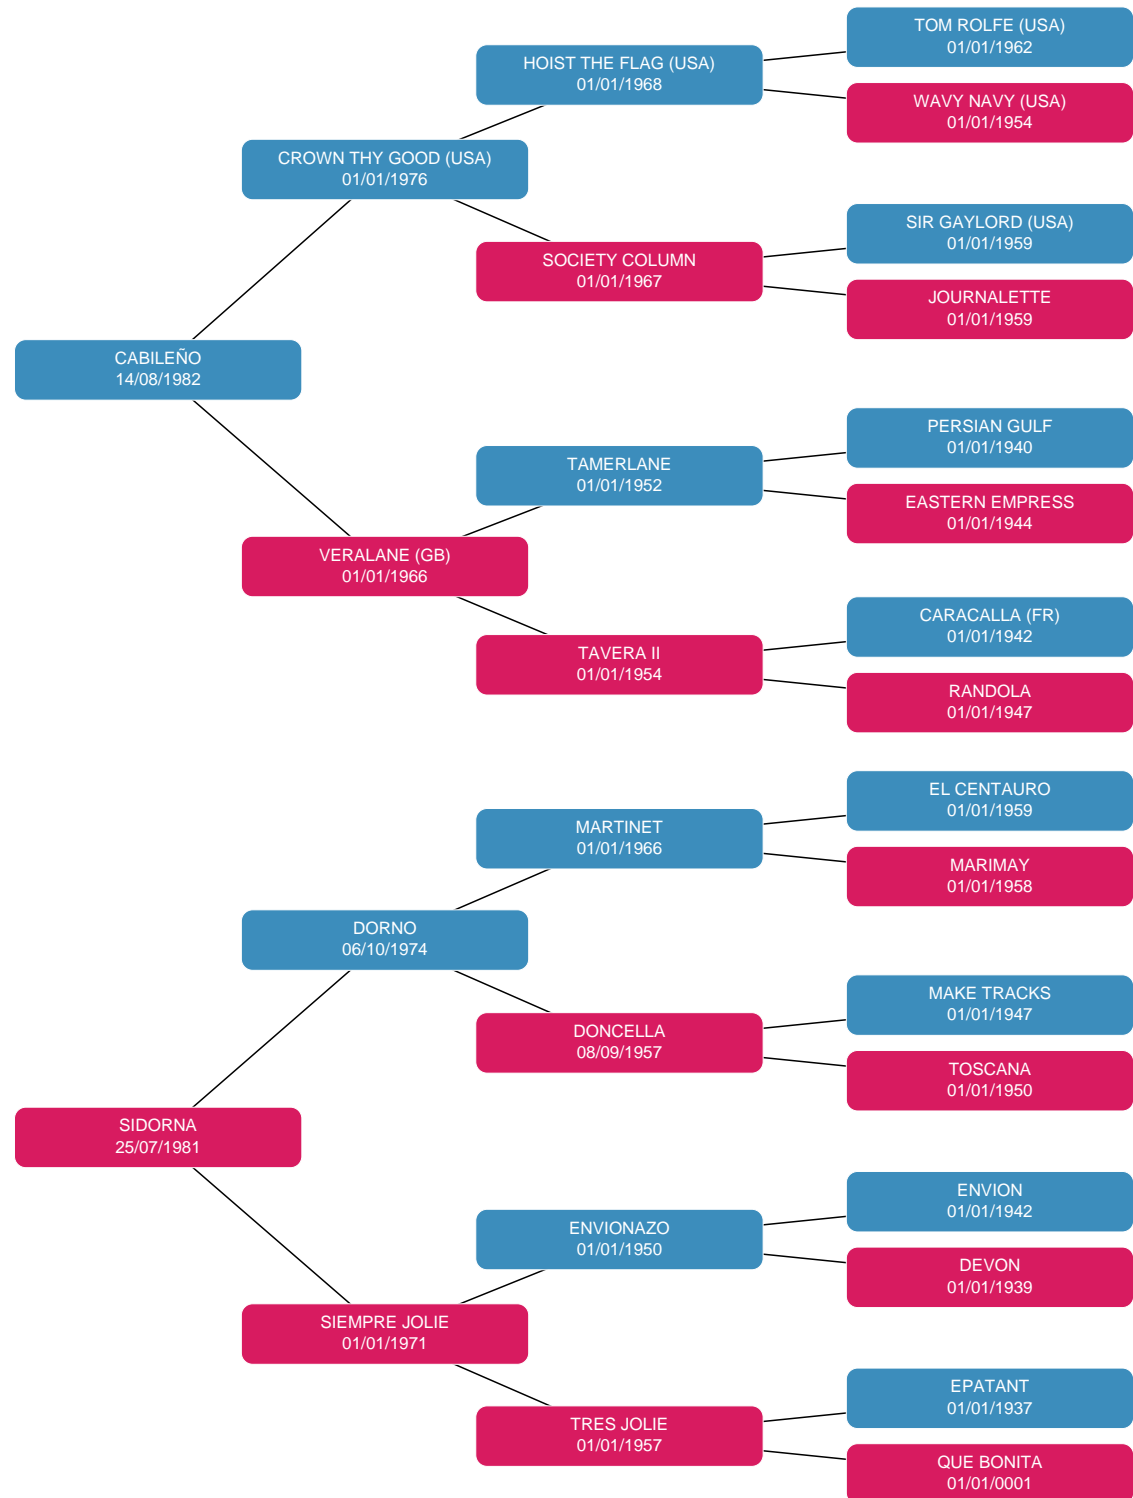 TOM ROLFE (USA)
01/01/1962
HOIST THE FLAG (USA)
01/01/1968
WAVY NAVY (USA)
01/01/1954
CROWN THY GOOD (USA)
01/01/1976
SIR GAYLORD (USA)
01/01/1959
SOCIETY COLUMN
01/01/1967
JOURNALETTE
01/01/1959
CABILEÑO
14/08/1982
PERSIAN GULF
01/01/1940
TAMERLANE
01/01/1952
EASTERN EMPRESS
01/01/1944
VERALANE (GB)
01/01/1966
CARACALLA (FR)
01/01/1942
TAVERA II
01/01/1954
RANDOLA
01/01/1947
EL CENTAURO
01/01/1959
MARTINET
01/01/1966
MARIMAY
01/01/1958
DORNO
06/10/1974
MAKE TRACKS
01/01/1947
DONCELLA
08/09/1957
TOSCANA
01/01/1950
SIDORNA
25/07/1981
ENVION
01/01/1942
ENVIONAZO
01/01/1950
DEVON
01/01/1939
SIEMPRE JOLIE
01/01/1971
EPATANT
01/01/1937
TRES JOLIE
01/01/1957
QUE BONITA
01/01/0001